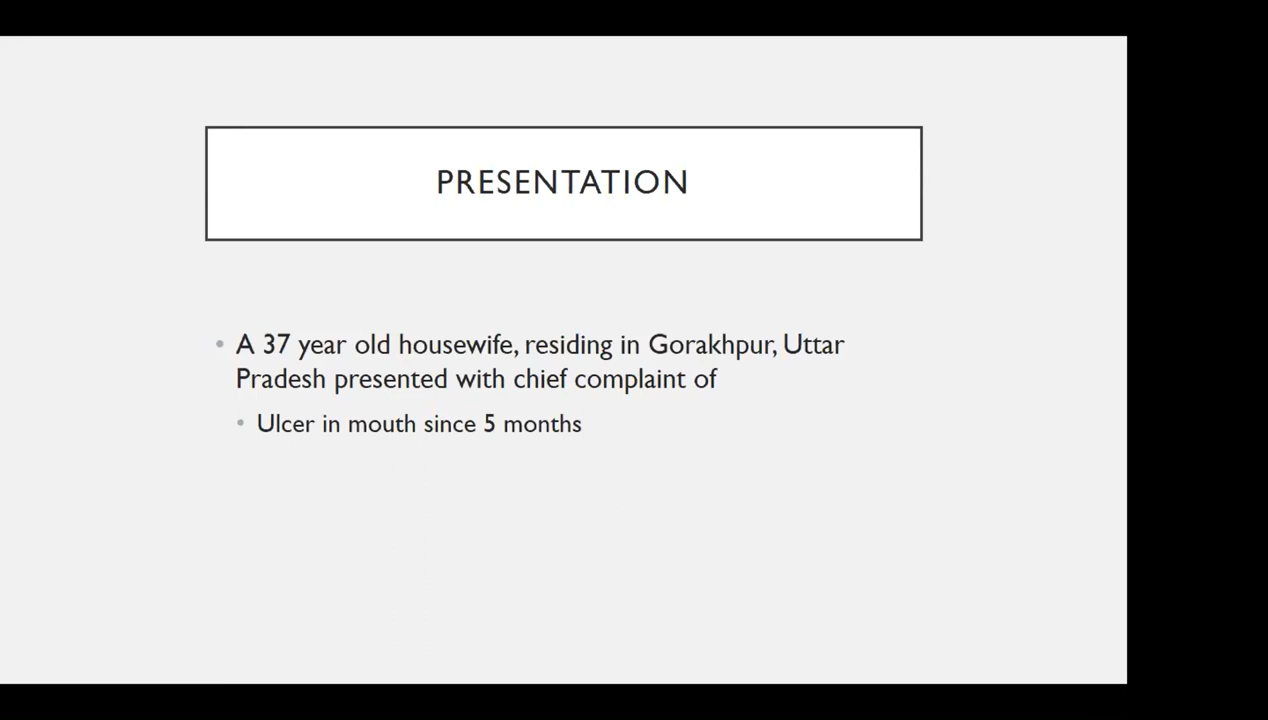 PRESENTATION
• A 37 year old housewife, residing in Gorakhpur, Uttar
Pradesh presented with chief complaint of
• Ulcer in mouth since 5 months